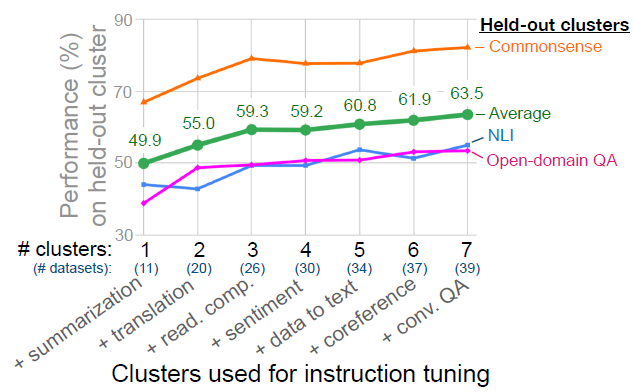 90
70
50
30
Performance (%)
on held-out cluster
Held-out clusters
Commonsense
Average
NLI
Open-domain QA
49.9
55.0
59.3
59.2
60.8
61.9
63.5
# clusters: 1 2 3 4 5 6 7
(# datasets): (11) (20) (26) (30) (34) (37) (39)
+ summarization
+ translation
+ read. comp.
+ sentiment
+ data to text
+ coreference
+ conv. QA
Clusters used for instruction tuning